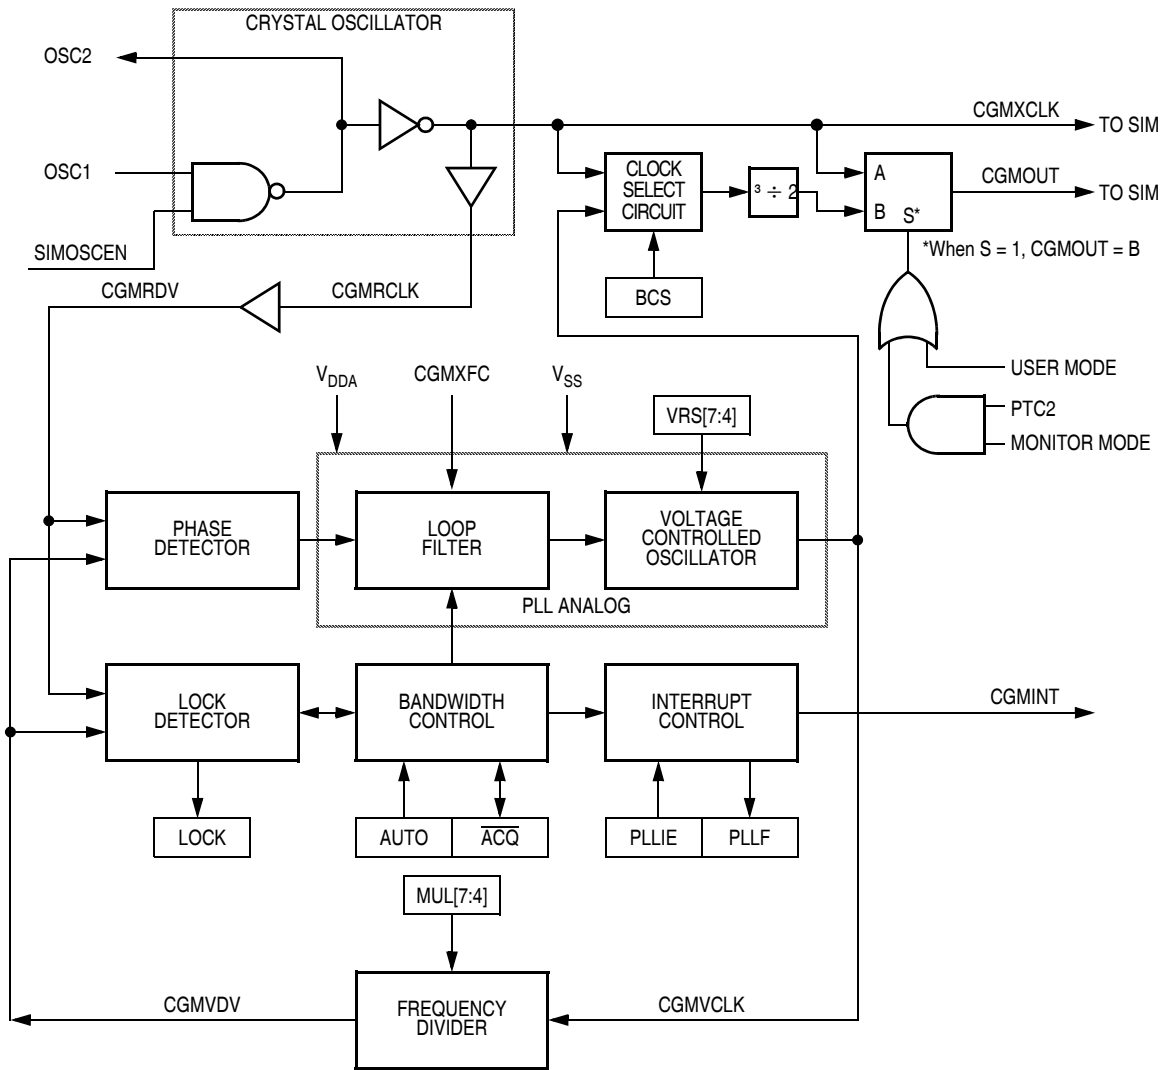 CRYSTAL OSCILLATOR
OSC2
CGMXCLK
TO SIM
OSC1
CLOCK
SELECT
CIRCUIT
³ ÷ 2
A
B
S*
CGMOUT
TO SIM
SIMOSCEN
*When S = 1, CGMOUT = B
CGMRDV
CGMRCLK
BCS
VDDA
CGMXFC
VSS
VRS[7:4]
USER MODE
PTC2
MONITOR MODE
PHASE
DETECTOR
LOOP
FILTER
VOLTAGE
CONTROLLED
OSCILLATOR
PLL ANALOG
LOCK
DETECTOR
BANDWIDTH
CONTROL
INTERRUPT
CONTROL
CGMINT
LOCK
AUTO
ACQ
PLLIE
PLLF
MUL[7:4]
CGMVDV
FREQUENCY
DIVIDER
CGMVCLK